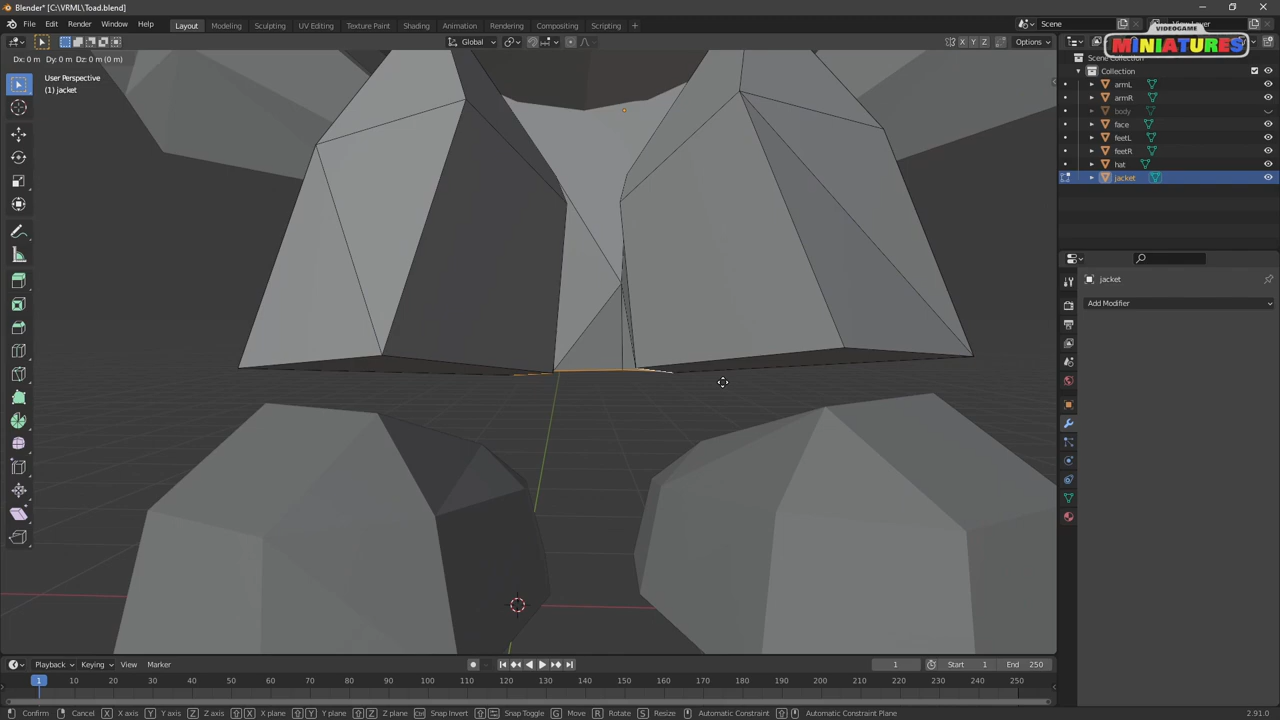 Blender* [C:\VRML\Toad.blend]
File Edit Render Window Help Layout Modeling Sculpting UV Editing Texture Paint Shading Animation Rendering Compositing Scripting + Scene
VIDEOGAME
MINIATURES
Global X Y Z Options
Dx: 0 m Dy: 0 m Dz: 0 m (0 m)
User Perspective
(1) jacket
Collection
armL
armR
body
face
feetL
feetR
hat
jacket
jacket
Add Modifier
Playback Keying View Marker 1 Start 1 End 250
1 10 20 30 40 50 60 70 80 90 100 110 120 130 140 150 160 170 180 190 200 210 220 230 240 250
Confirm Cancel X X axis Y Y axis Z Z axis X X plane Y Y plane Z Z plane Snap Invert Snap Toggle G Move R Rotate S Resize Automatic Constraint Automatic Constraint Plane 2.91.0